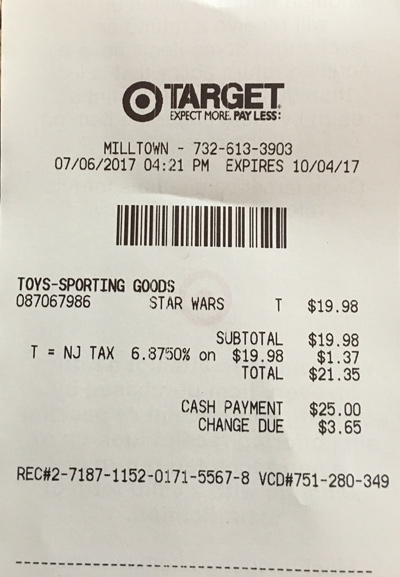 TARGET
EXPECT MORE. PAY LESS:
MILLTOWN - 732-613-3903
07/06/2017 04:21 PM EXPIRES 10/04/17
TOYS-SPORTING GOODS
087067986 STAR WARS T $19.98
SUBTOTAL $19.98
T = NJ TAX 6.8750% on $19.98 $1.37
TOTAL $21.35
CASH PAYMENT $25.00
CHANGE DUE $3.65
REC#2-7187-1152-0171-5567-8 VCD#751-280-349